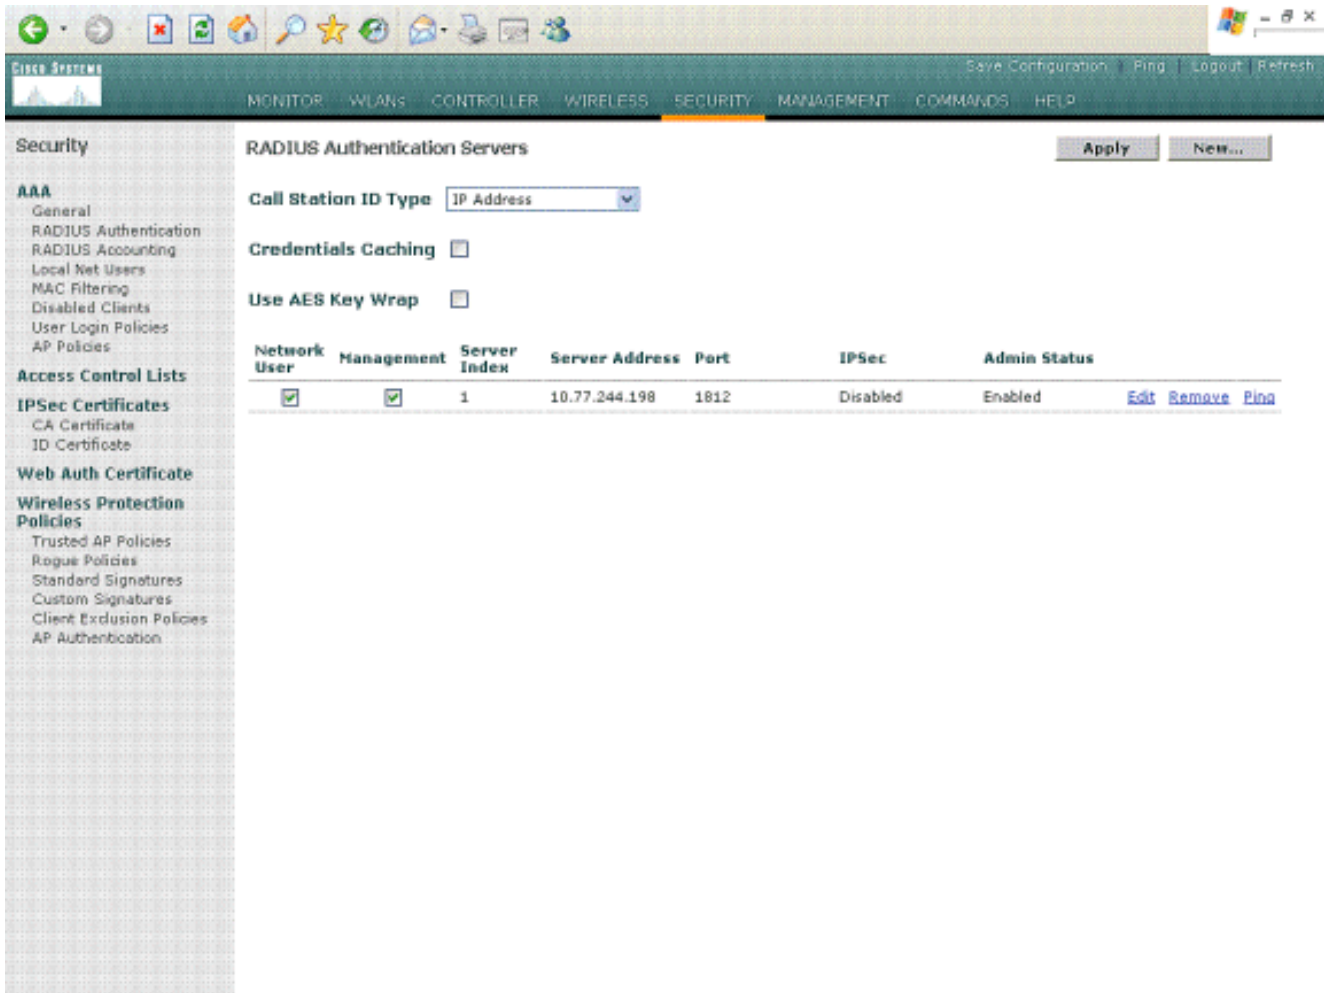 CISCO SYSTEMS
Save Configuration | Ping | Logout | Refresh
MONITOR WLANs CONTROLLER WIRELESS SECURITY MANAGEMENT COMMANDS HELP
Security
AAA
General
RADIUS Authentication
RADIUS Accounting
Local Net Users
MAC Filtering
Disabled Clients
User Login Policies
AP Policies
Access Control Lists
IPSec Certificates
CA Certificate
ID Certificate
Web Auth Certificate
Wireless Protection
Policies
Trusted AP Policies
Rogue Policies
Standard Signatures
Custom Signatures
Client Exclusion Policies
AP Authentication
RADIUS Authentication Servers
Apply New...
Call Station ID Type IP Address
Credentials Caching
Use AES Key Wrap
Network User Management Server Index Server Address Port IPSec Admin Status
1 10.77.244.198 1812 Disabled Enabled Edit Remove Ping